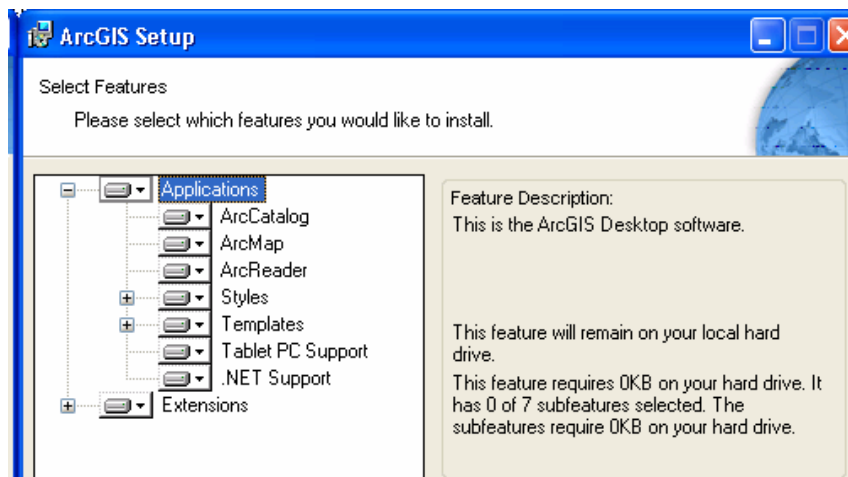 ArcGIS Setup
Select Features
Please select which features you would like to install.
Applications
ArcCatalog
ArcMap
ArcReader
Styles
Templates
Tablet PC Support
.NET Support
Extensions
Feature Description:
This is the ArcGIS Desktop software.
This feature will remain on your local hard
drive.
This feature requires 0KB on your hard drive. It
has 0 of 7 subfeatures selected. The
subfeatures require 0KB on your hard drive.